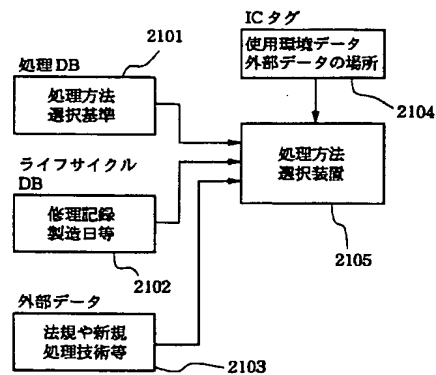 ICタグ
使用環境データ
外部データの場所
2104
2101
処理DB
処理方法
選択基準
処理方法
選択装置
2105
ライフサイクル
DB
修理記録
製造日等
2102
外部データ
法規や新規
処理技術等
2103